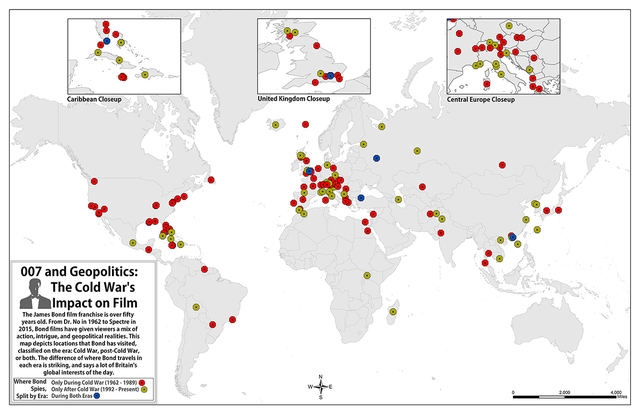 Caribbean Closeup
United Kingdom Closeup
Central Europe Closeup
007 and Geopolitics:
The Cold War's
Impact on Film
The James Bond film franchise is over fifty
years old. From Dr. No in 1962 to Spectre in
2015, Bond films have given viewers a mix of
action, intrigue, and geopolitical realities. This
map depicts locations that Bond has visited,
classified on the era: Cold War, post-Cold War,
or both. The difference of where Bond travels in
each era is striking, and says a lot of Britain's
global interests of the day.
Where Bond Only During Cold War (1962 - 1989)
Spies, Only After Cold War (1992 - Present)
Split by Era: During Both Eras
N
W E
S
0 2,000 4,000
Miles